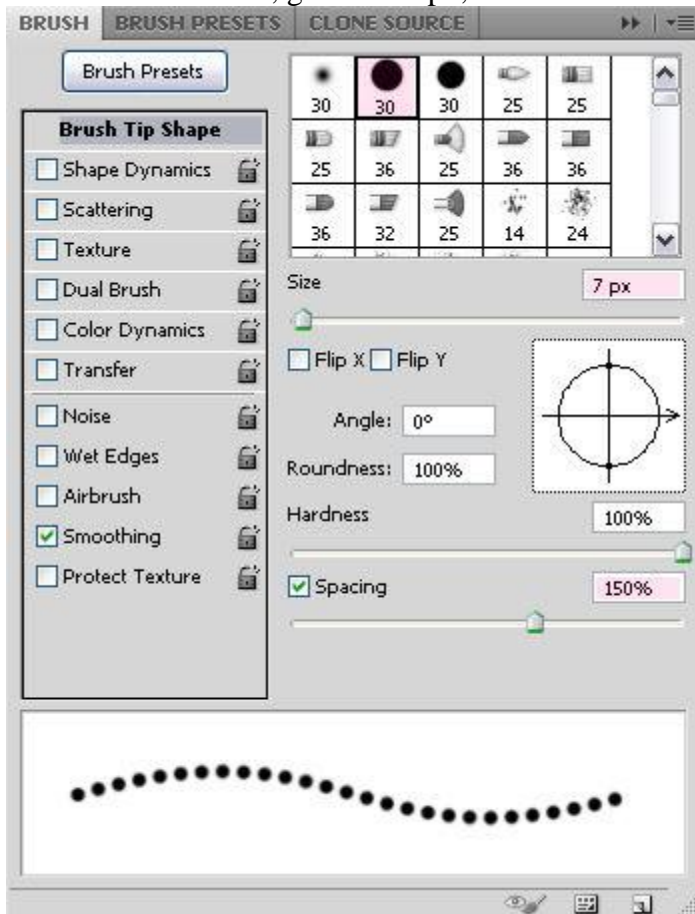 BRUSH BRUSH PRESETS CLONE SOURCE
Brush Presets
Brush Tip Shape
Shape Dynamics
Scattering
Texture
Dual Brush
Color Dynamics
Transfer
Noise
Wet Edges
Airbrush
Smoothing
Protect Texture
30 30 30 25 25
25 36 25 36 36
36 32 25 14 24
Size 7 px
Flip X Flip Y
Angle: 0º
Roundness: 100%
Hardness 100%
Spacing 150%